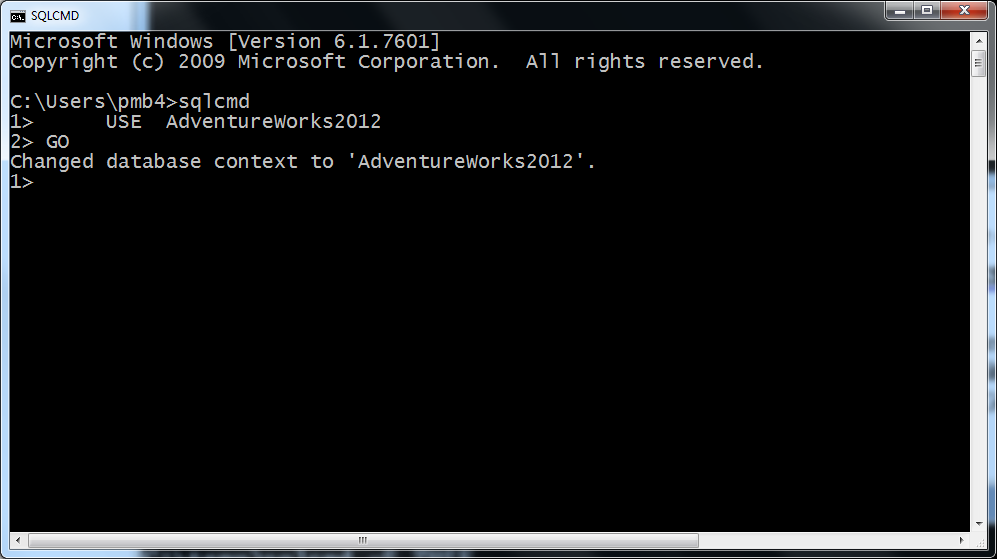 SQLCMD
Microsoft Windows [Version 6.1.7601]
Copyright (c) 2009 Microsoft Corporation.  All rights reserved.
C:\Users\pmb4>sqlcmd
1>      USE  AdventureWorks2012
2> GO
Changed database context to 'AdventureWorks2012'.
1>